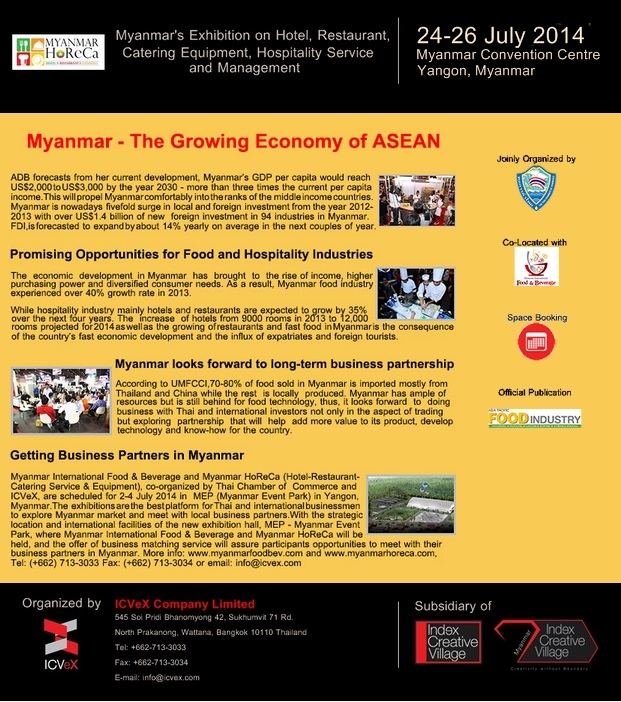 MYANMAR
HoReCa
Myanmar's Exhibition on Hotel, Restaurant,
Catering Equipment, Hospitality Service
and Management
24-26 July 2014
Myanmar Convention Centre
Yangon, Myanmar
Myanmar - The Growing Economy of ASEAN
ADB forecasts from her current development, Myanmar's GDP per capita would reach
US$2,000 to US$3,000 by the year 2030 - more than three times the current per capita
income. This will propel Myanmar comfortably into the ranks of the middle income countries.
Myanmar is nowadays fivefold surge in local and foreign investment from the year 2012-
2013 with over US$1.4 billion of new foreign investment in 94 industries in Myanmar.
FDI, is forecasted to expand by about 14% yearly on average in the next couples of year.
Promising Opportunities for Food and Hospitality Industries
The economic development in Myanmar has brought to the rise of income, higher
purchasing power and diversified consumer needs. As a result, Myanmar food industry
experienced over 40% growth rate in 2013.
While hospitality industry mainly hotels and restaurants are expected to grow by 35%
over the next four years. The increase of hotels from 9000 rooms in 2013 to 12,000
rooms projected for 2014 as well as the growing of restaurants and fast food in Myanmar is the consequence
of the country's fast economic development and the influx of expatriates and foreign tourists.
Myanmar looks forward to long-term business partnership
According to UMFCCI,70-80% of food sold in Myanmar is imported mostly from
Thailand and China while the rest is locally produced. Myanmar has ample of
resources but is still behind for food technology, thus, it looks forward to doing
business with Thai and international investors not only in the aspect of trading
but exploring partnership that will help add more value to its product, develop
technology and know-how for the country.
Getting Business Partners in Myanmar
Myanmar International Food & Beverage and Myanmar HoReCa (Hotel-Restaurant-
Catering Service & Equipment), co-organized by Thai Chamber of Commerce and
ICVeX, are scheduled for 2-4 July 2014 in MEP (Myanmar Event Park) in Yangon,
Myanmar.The exhibitions are the best platform for Thai and international businessmen
to explore Myanmar market and meet with local business partners.With the strategic
location and international facilities of the new exhibition hall, MEP - Myanmar Event
Park, where Myanmar International Food & Beverage and Myanmar HoReCa will be
held, and the offer of business matching service will assure participants opportunities to meet with their
business partners in Myanmar. More info: www.myanmarfoodbev.com and www.myanmarhoreca.com,
Tel: (+662) 713-3033 Fax: (+662) 713-3034 or email: info@icvex.com
Joinly Organized by
Co-Located with
Food & Beverage
Space Booking
Official Publication
ASIA PACIFIC
FOOD INDUSTRY
Organized by
ICVeX
ICVeX Company Limited
545 Soi Pridi Bhanomyong 42, Sukhumvit 71 Rd.
North Prakanong, Wattana, Bangkok 10110 Thailand
Tel: +662-713-3033
Fax: +662-713-3034
E-mail: info@icvex.com
Subsidiary of
Index
Creative
Village
Myanmar
Index
Creative
Village
Creativity without Boundary